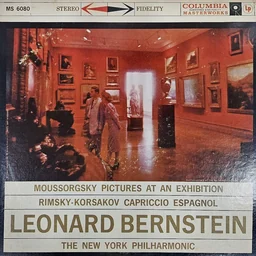 MS 6080
STEREO
FIDELITY
COLUMBIA
MASTERWORKS
MOUSSORGSKY PICTURES AT AN EXHIBITION
RIMSKY-KORSAKOV CAPRICCIO ESPAGNOL
LEONARD BERNSTEIN
THE NEW YORK PHILHARMONIC